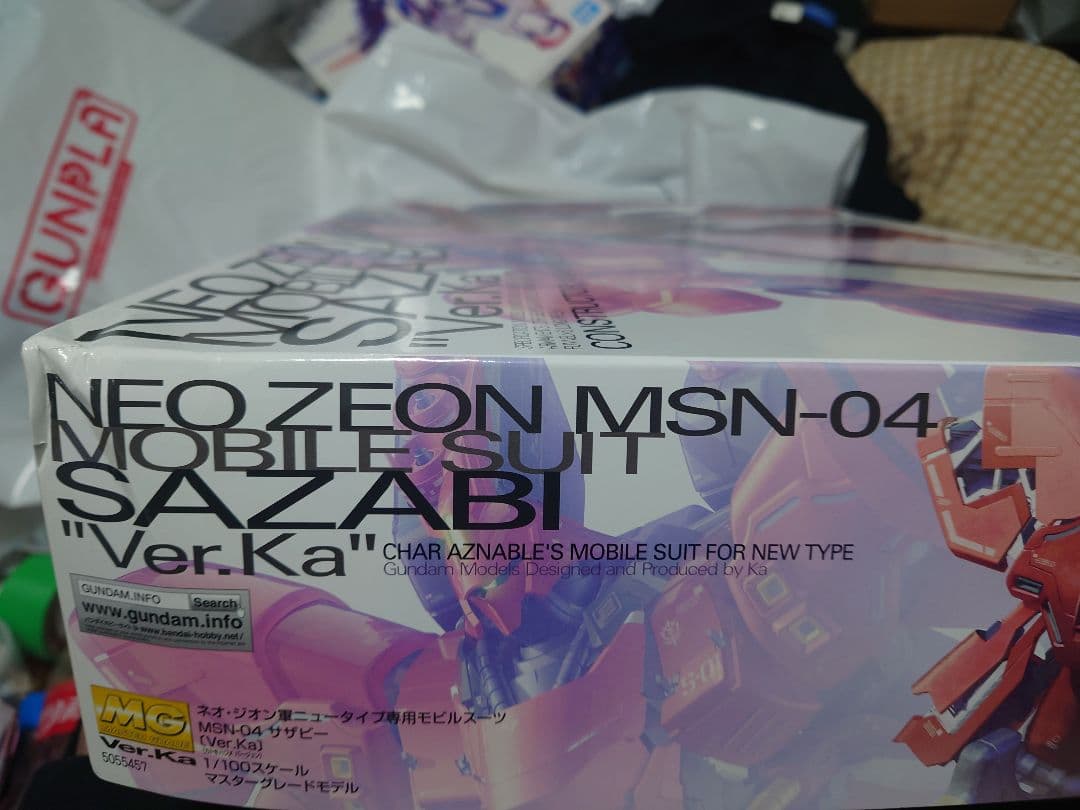 GUNPLA
NEO ZEON
MOBILE
SAZABI
"Ver.Ka
CONSTRUCTION
NEO ZEON MSN-04
MOBILE SUIT
SAZABI
"Ver.Ka"
CHAR AZNABLE'S MOBILE SUIT FOR NEW TYPE
Gundam Models Designed and Produced by Ka
GUNDAM.INFO
Search
www.gundam.info
www.bandai-hobby.net/
S-01
MG
MASTER GRADE
Ver.Ka
5055457
ネオ・ジオン軍ニュータイプ専用モビルスーツ
MSN-04 サザビー
[Ver.Ka]
1/100スケール
マスターグレードモデル